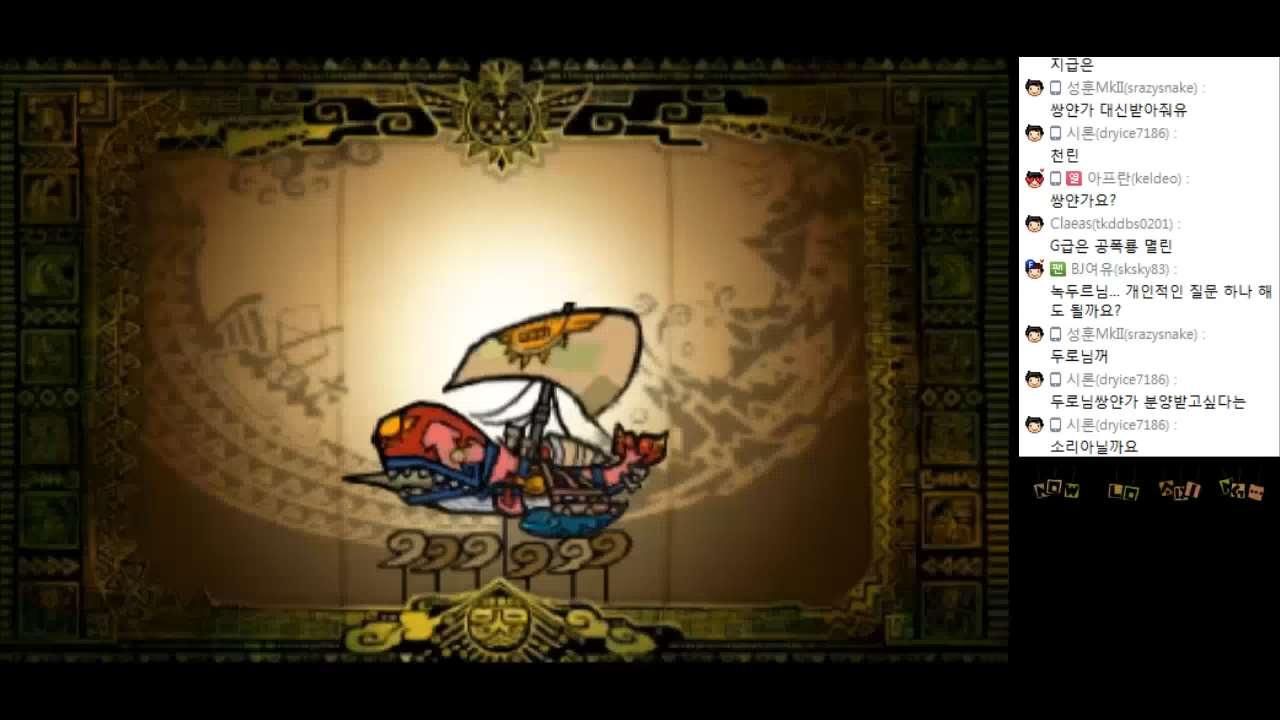 지급은
성훈MkII(srazysnake) :
쌍얀가 대신받아줘유
시론(dryice7186) :
천린
열 아프란(keldeo) :
쌍얀가요?
Claeas(tkddbs0201) :
G급은 공폭룡 멸린
팬 BJ여유(sksky83) :
녹두르님... 개인적인 질문 하나 해
도 될까요?
성훈MkII(srazysnake) :
두로님꺼
시론(dryice7186) :
두로님쌍얀가 분양받고싶다는
시론(dryice7186) :
소리아닐까요
NOW LOADING...